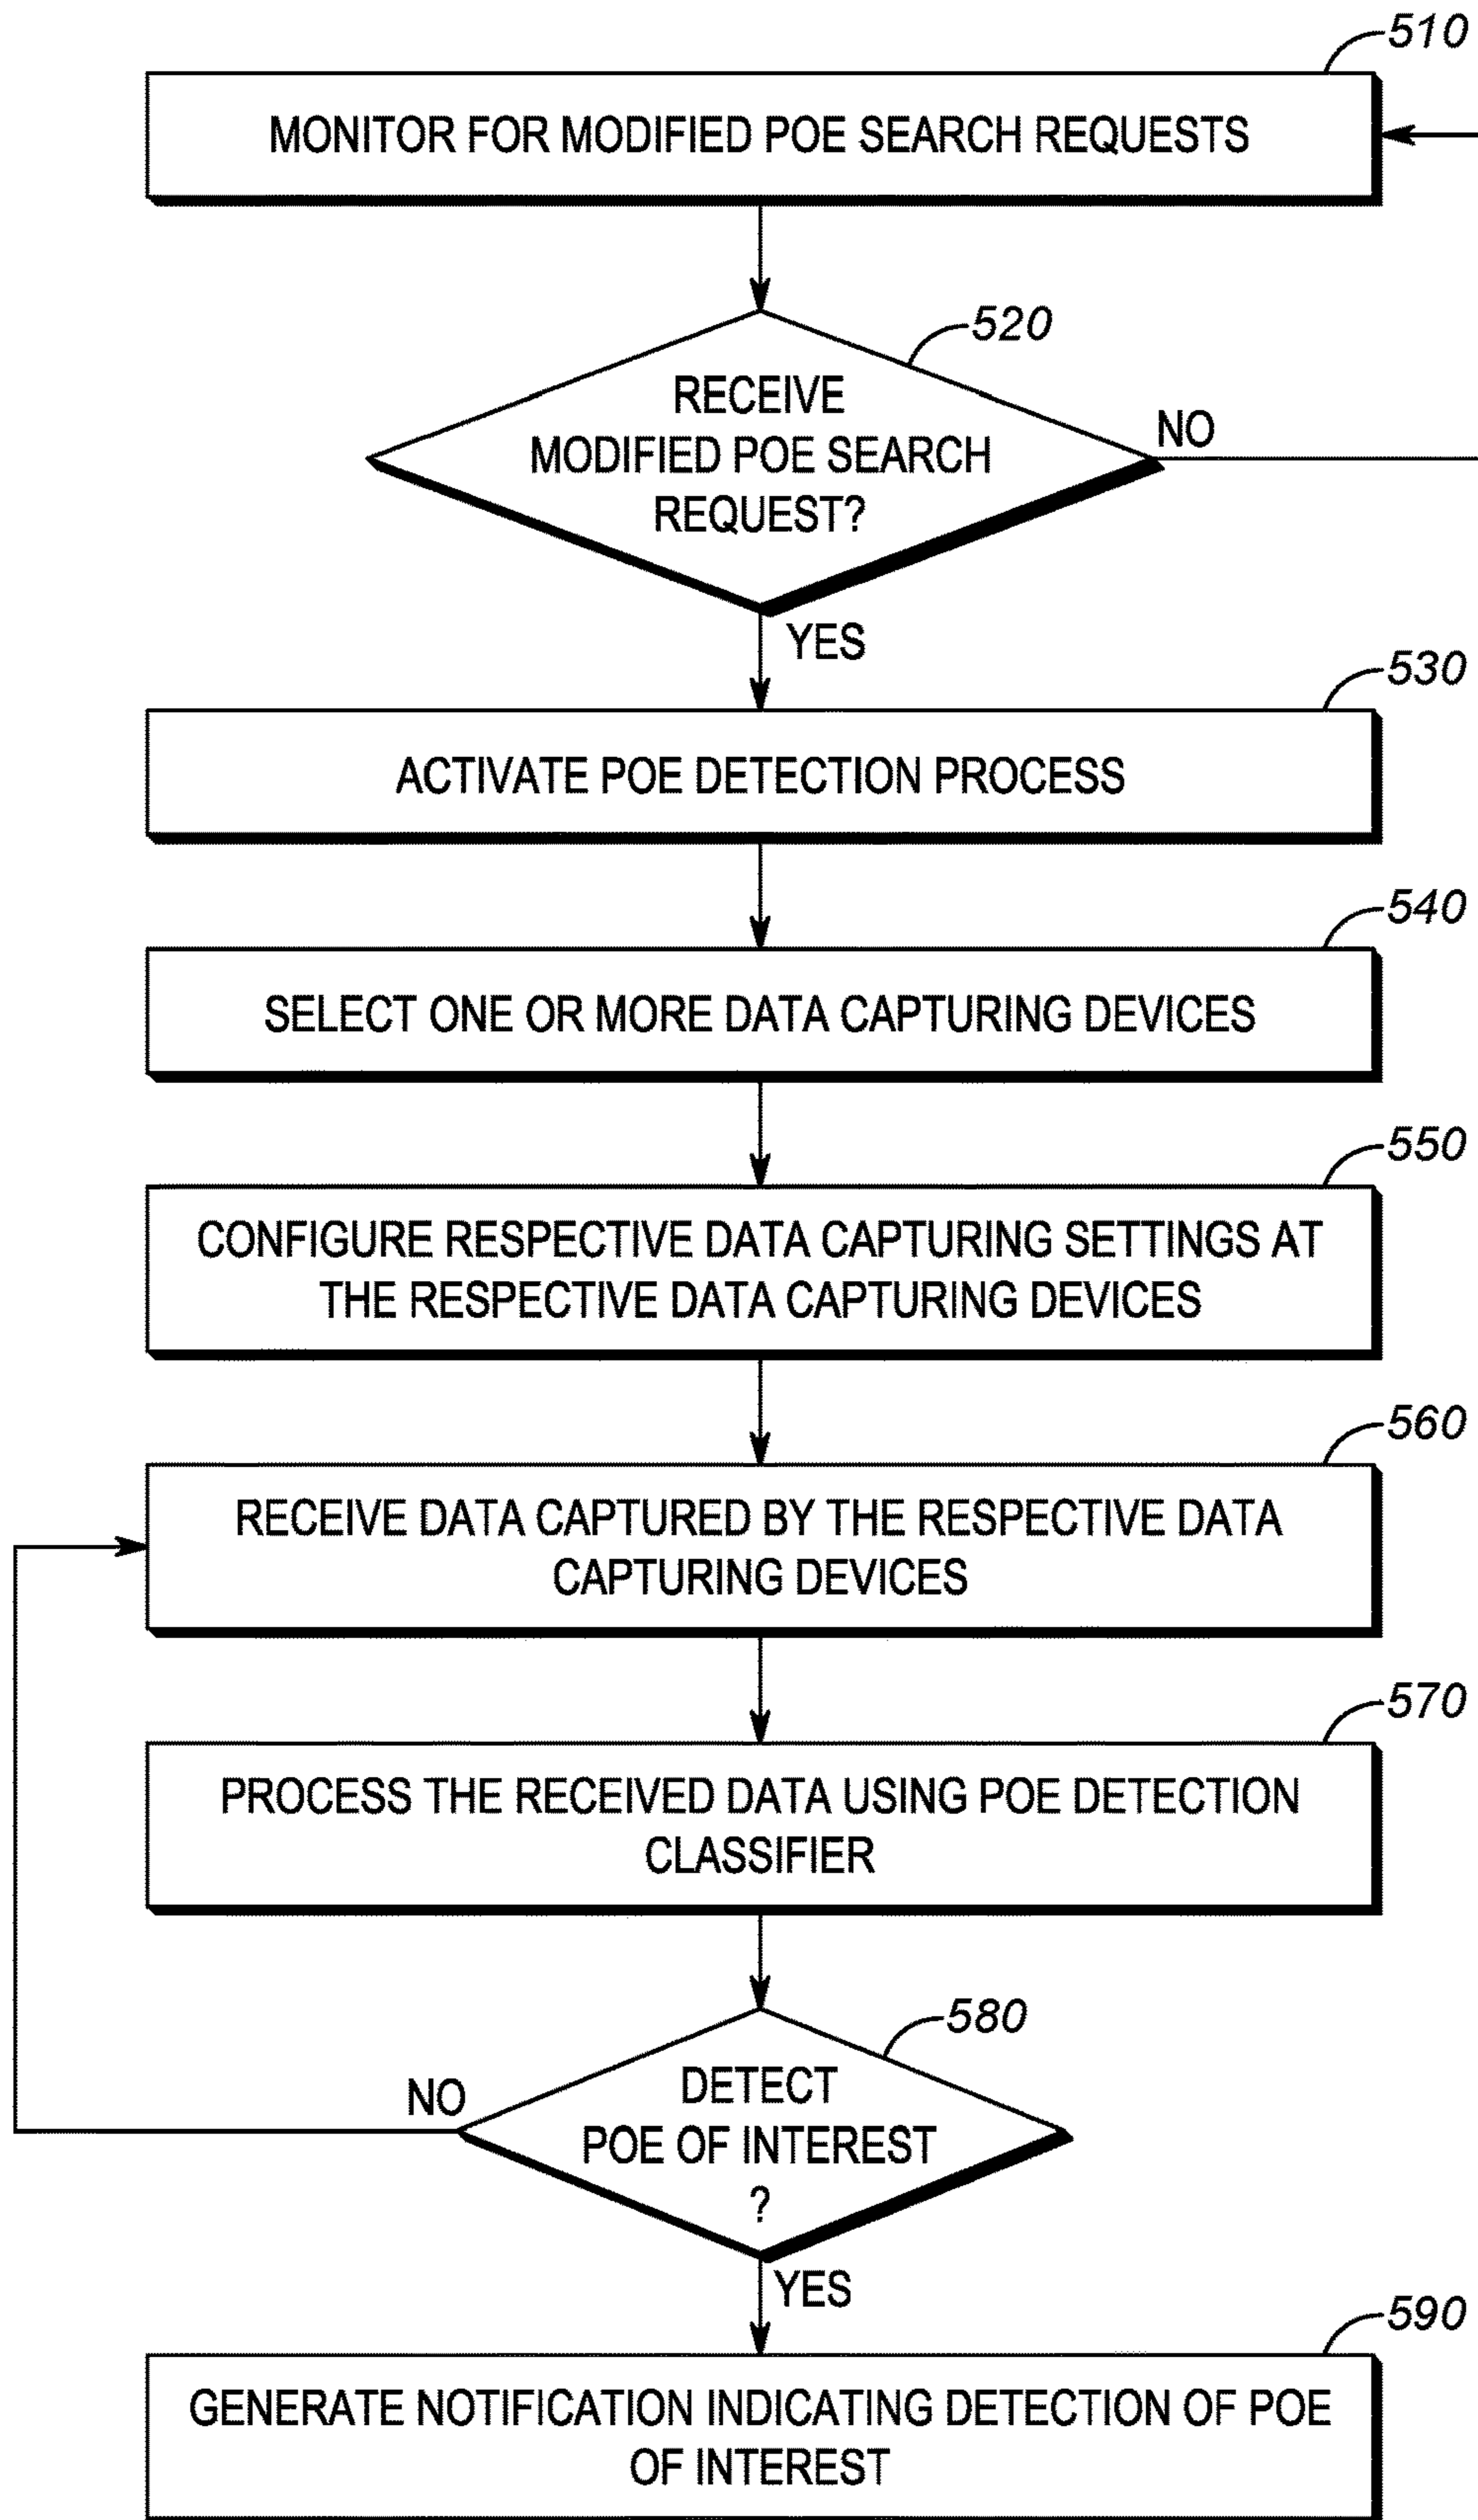 510
MONITOR FOR MODIFIED POE SEARCH REQUESTS
520
RECEIVE
MODIFIED POE SEARCH
REQUEST?
NO
YES
530
ACTIVATE POE DETECTION PROCESS
540
SELECT ONE OR MORE DATA CAPTURING DEVICES
550
CONFIGURE RESPECTIVE DATA CAPTURING SETTINGS AT
THE RESPECTIVE DATA CAPTURING DEVICES
560
RECEIVE DATA CAPTURED BY THE RESPECTIVE DATA
CAPTURING DEVICES
570
PROCESS THE RECEIVED DATA USING POE DETECTION
CLASSIFIER
580
DETECT
POE OF INTEREST
?
NO
YES
590
GENERATE NOTIFICATION INDICATING DETECTION OF POE
OF INTEREST